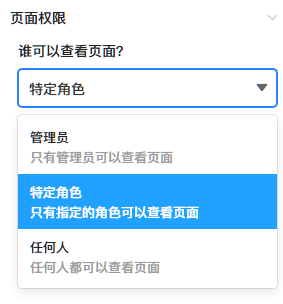 页面权限
谁可以查看页面?
特定角色
管理员
只有管理员可以查看页面
特定角色
只有指定的角色可以查看页面
任何人
任何人都可以查看页面